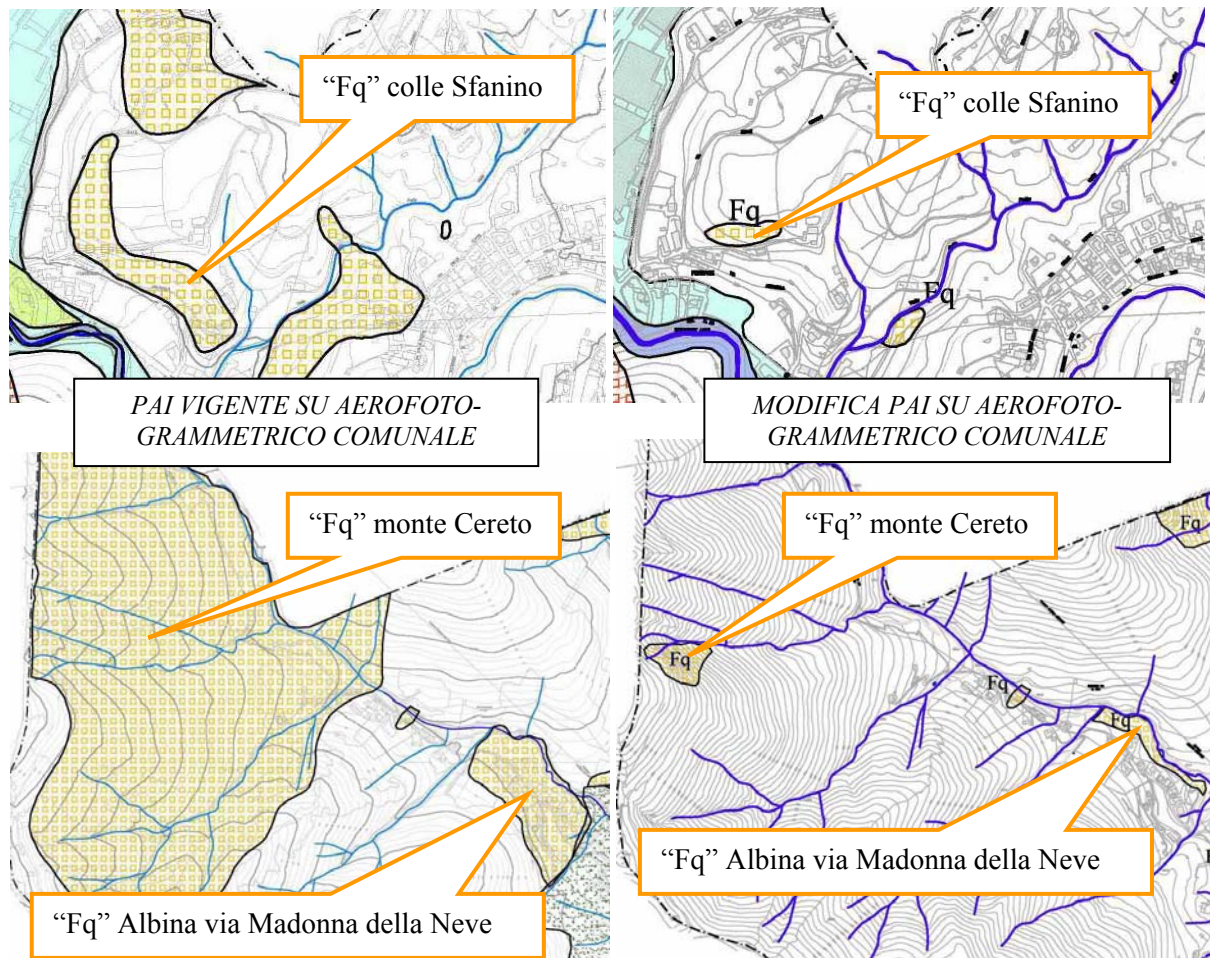 “Fq” colle Sfanino
“Fq” colle Sfanino
Fq
Fq
PAI VIGENTE SU AEROFOTO-
GRAMMETRICO COMUNALE
MODIFICA PAI SU AEROFOTO-
GRAMMETRICO COMUNALE
“Fq” monte Cereto
“Fq” monte Cereto
Fq
Fq
Fq
Fq
“Fq” Albina via Madonna della Neve
“Fq” Albina via Madonna della Neve